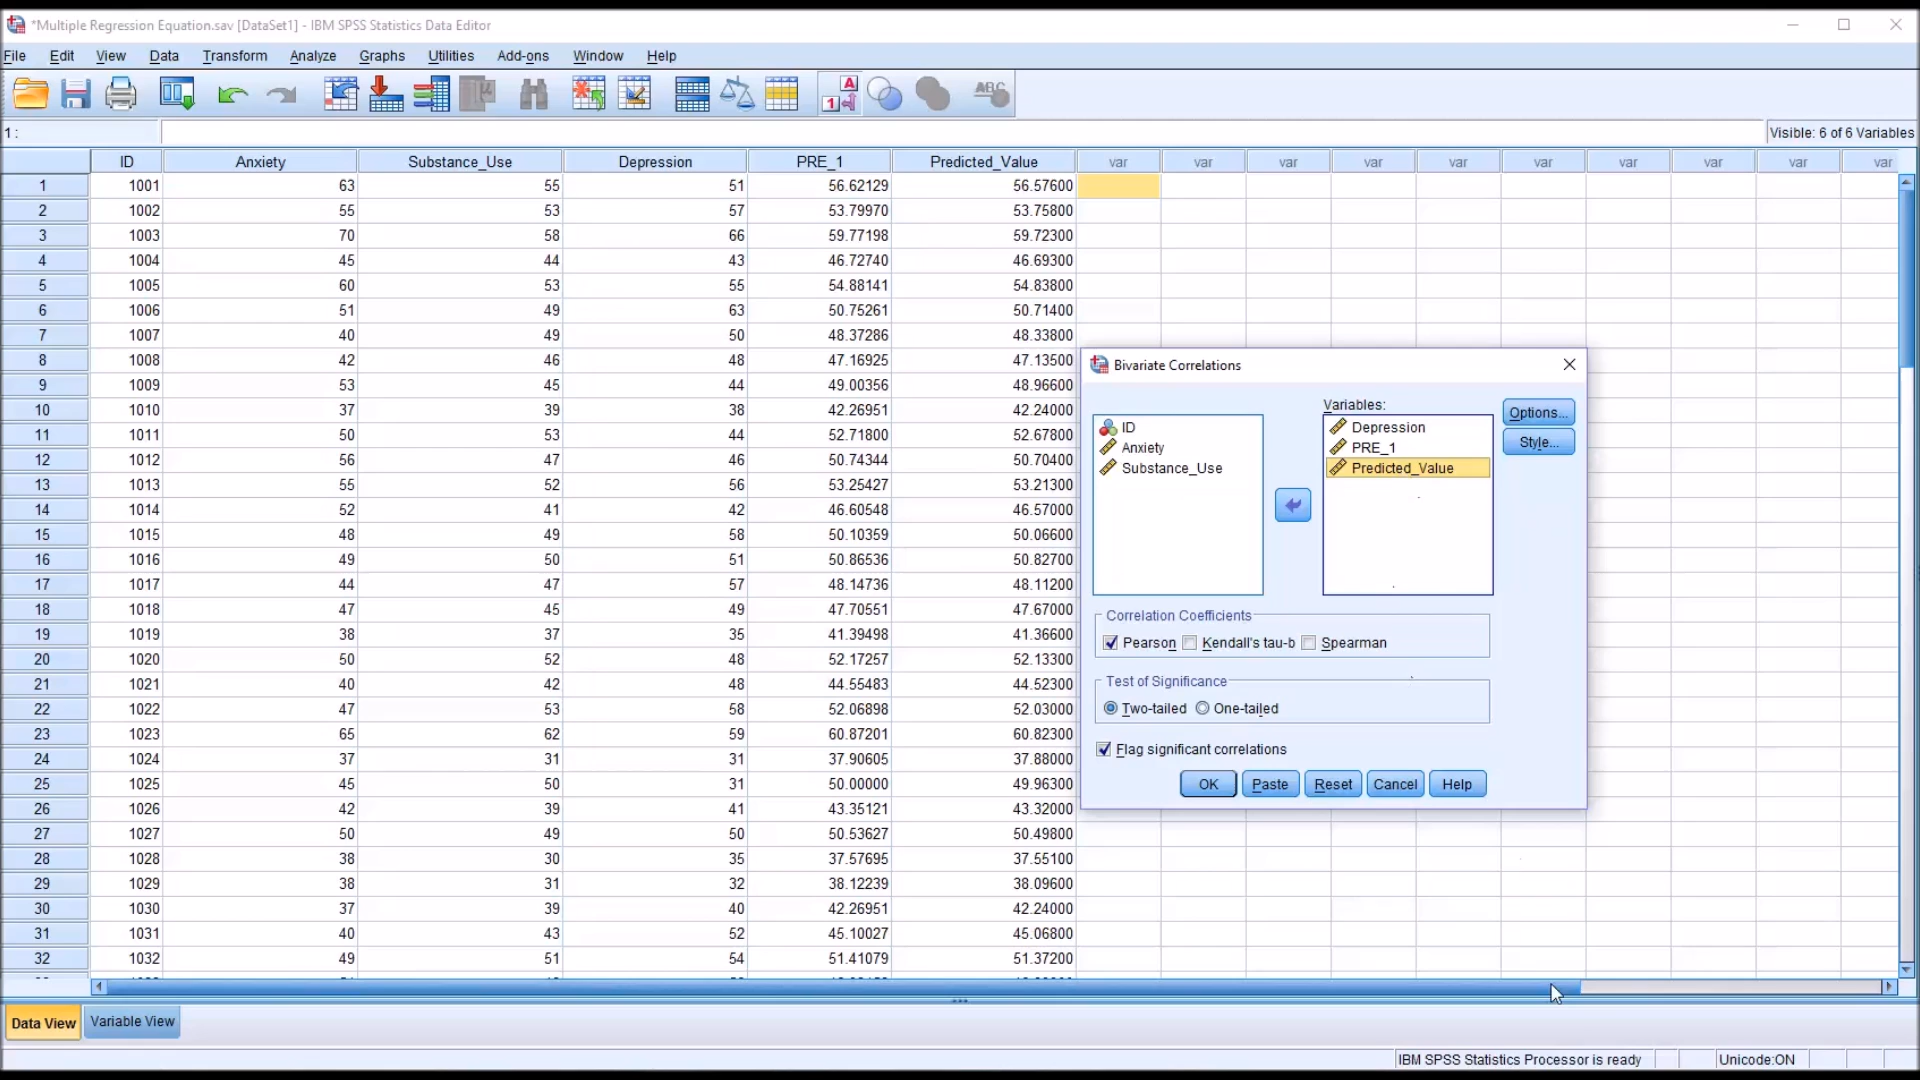 *Multiple Regression Equation.sav [DataSet1] - IBM SPSS Statistics Data Editor
File Edit View Data Transform Analyze Graphs Utilities Add-ons Window Help
1 A ABC
1 : Visible: 6 of 6 Variables
ID Anxiety Substance_Use Depression PRE_1 Predicted_Value var var var var var var var var var var
1 1001 63 55 51 56.62129 56.57600
2 1002 55 53 57 53.79970 53.75800
3 1003 70 58 66 59.77198 59.72300
4 1004 45 44 43 46.72740 46.69300
5 1005 60 53 55 54.88141 54.83800
6 1006 51 49 63 50.75261 50.71400
7 1007 40 49 50 48.37286 48.33800
8 1008 42 46 48 47.16925 47.13500
9 1009 53 45 44 49.00356 48.96600
10 1010 37 39 38 42.26951 42.24000
11 1011 50 53 44 52.71800 52.67800
12 1012 56 47 46 50.74344 50.70400
13 1013 55 52 56 53.25427 53.21300
14 1014 52 41 42 46.60548 46.57000
15 1015 48 49 58 50.10359 50.06600
16 1016 49 50 51 50.86536 50.82700
17 1017 44 47 57 48.14736 48.11200
18 1018 47 45 49 47.70551 47.67000
19 1019 38 37 35 41.39498 41.36600
20 1020 50 52 48 52.17257 52.13300
21 1021 40 42 48 44.55483 44.52300
22 1022 47 53 58 52.06898 52.03000
23 1023 65 62 59 60.87201 60.82300
24 1024 37 31 31 37.90605 37.88000
25 1025 45 50 31 50.00000 49.96300
26 1026 42 39 41 43.35121 43.32000
27 1027 50 49 50 50.53627 50.49800
28 1028 38 30 35 37.57695 37.55100
29 1029 38 31 32 38.12239 38.09600
30 1030 37 39 40 42.26951 42.24000
31 1031 40 43 52 45.10027 45.06800
32 1032 49 51 54 51.41079 51.37200
Bivariate Correlations
Variables:
ID
Anxiety
Substance_Use
Depression
PRE_1
Predicted_Value
Options...
Style...
Correlation Coefficients
Pearson Kendall's tau-b Spearman
Test of Significance
Two-tailed One-tailed
Flag significant correlations
OK Paste Reset Cancel Help
Data View Variable View
IBM SPSS Statistics Processor is ready Unicode:ON